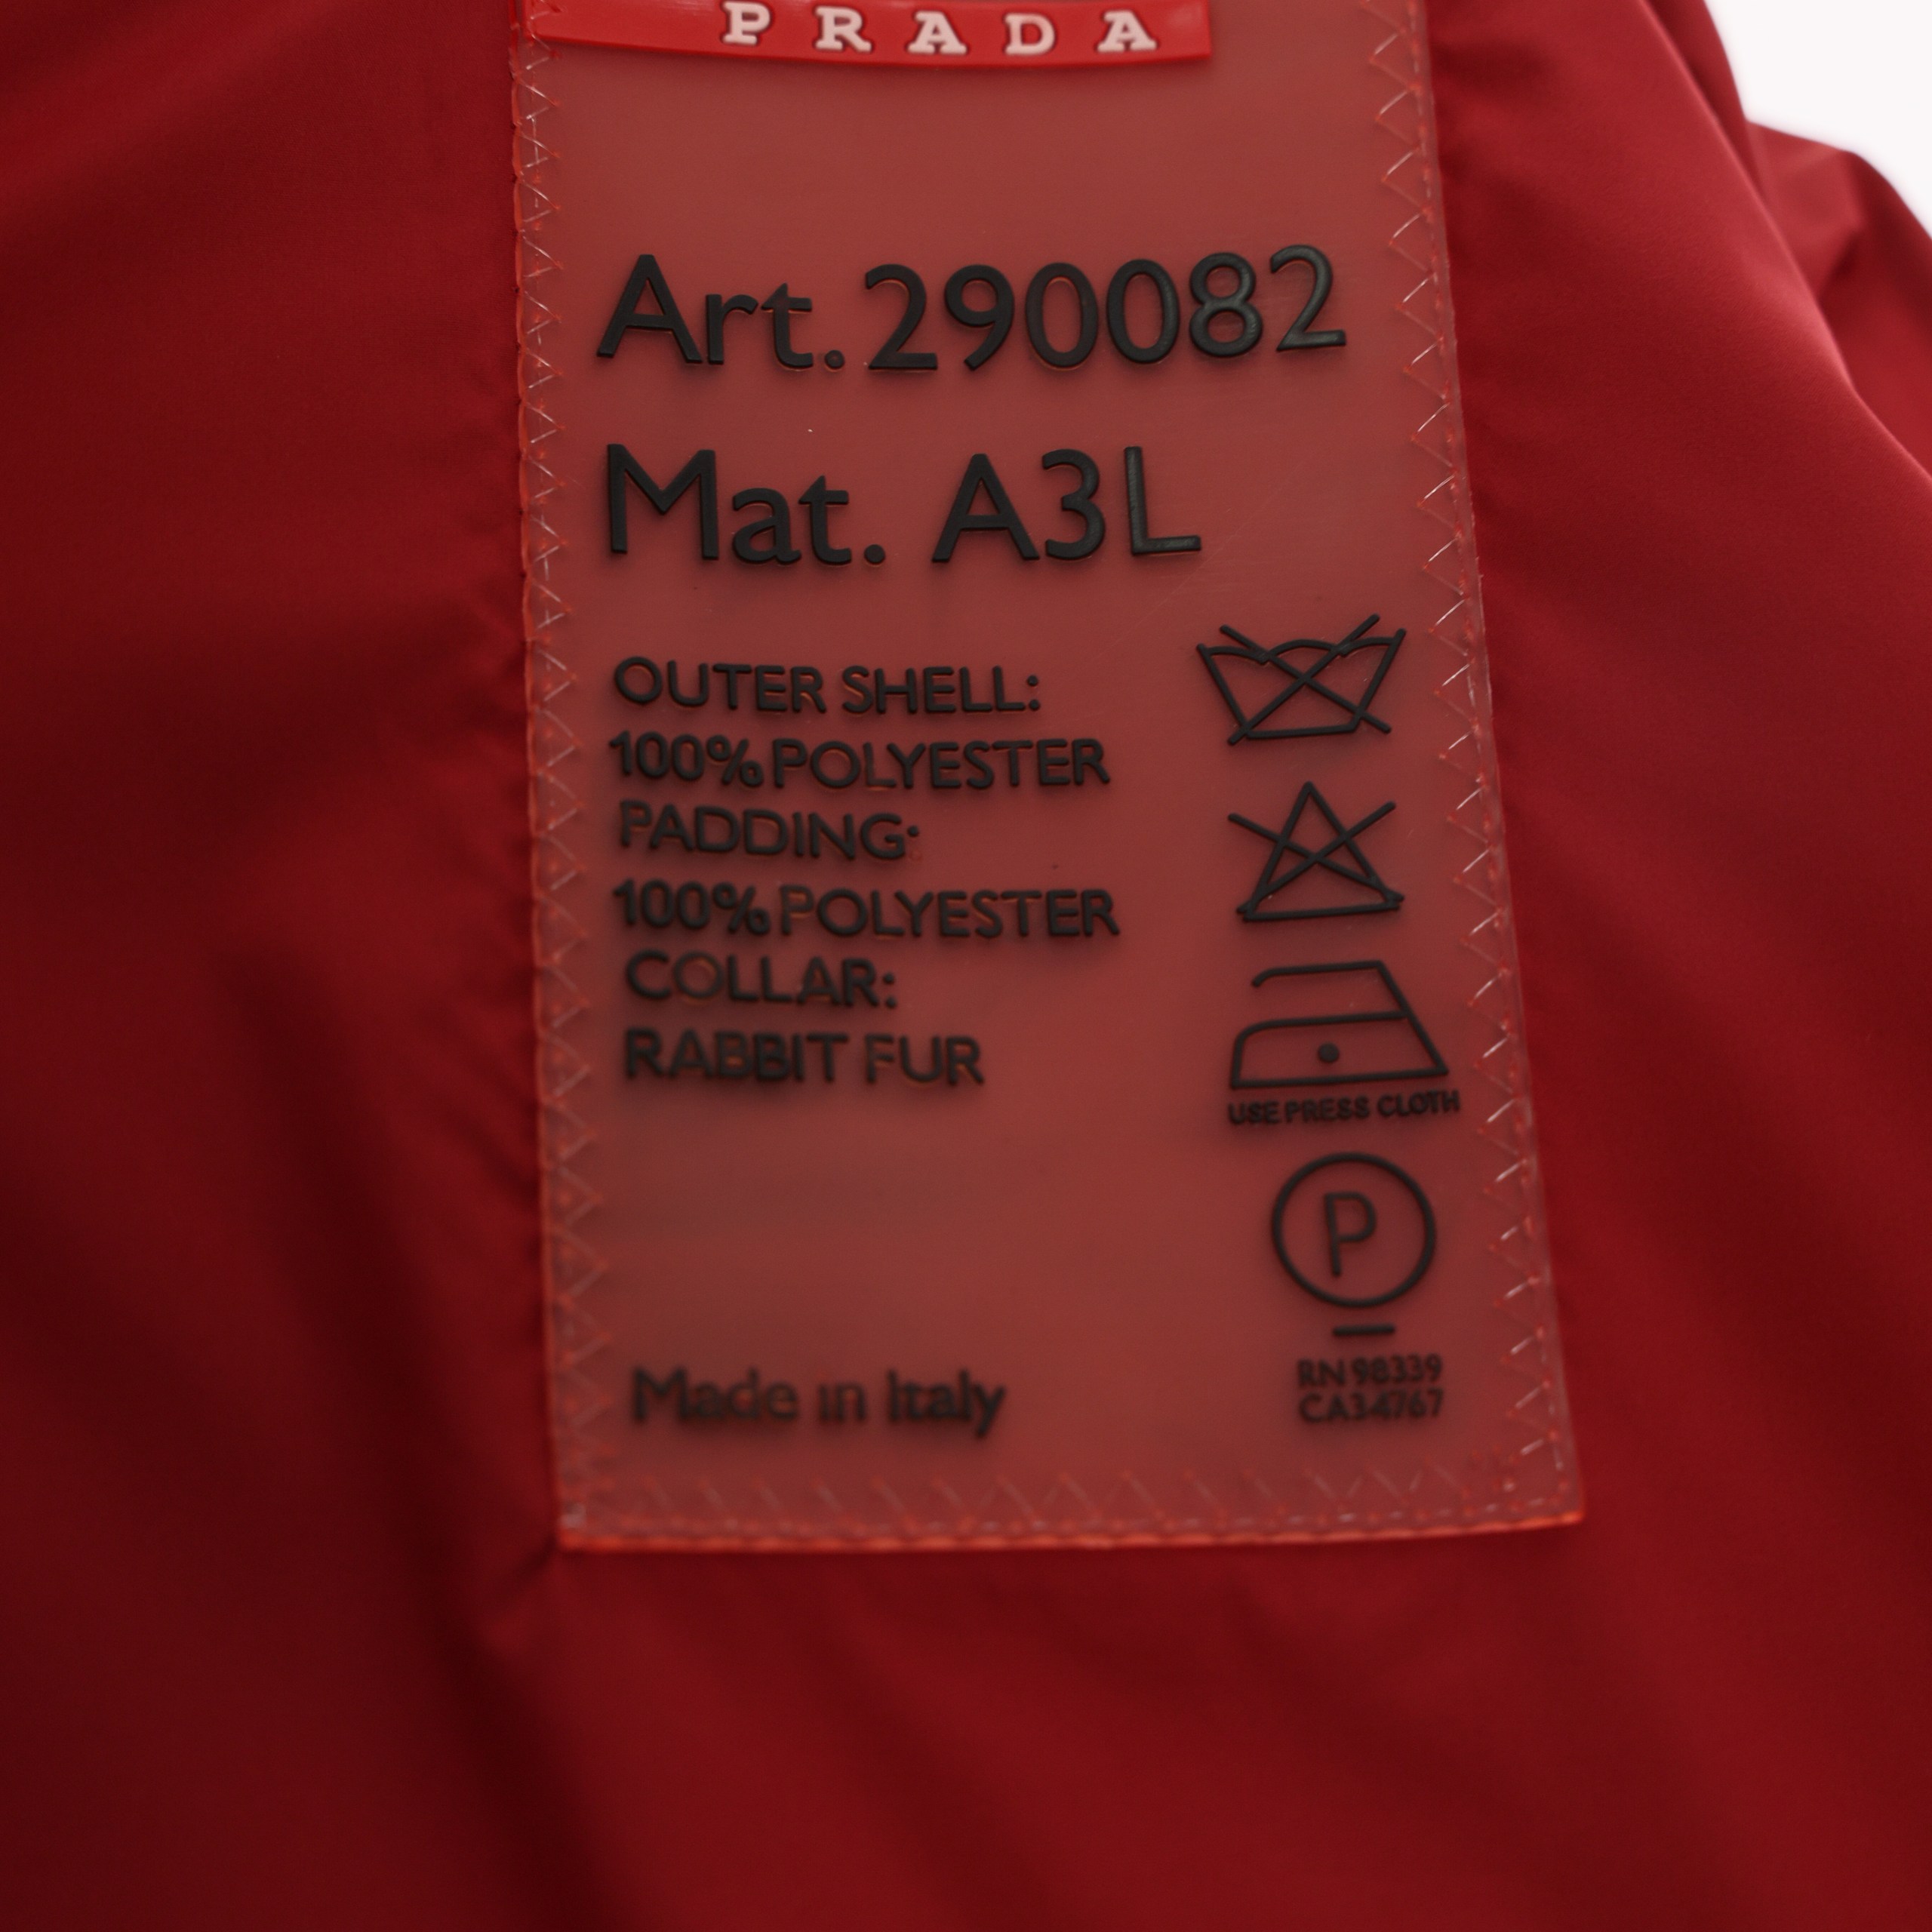 PRADA
Art.290082
Mat. A3L
OUTER SHELL:
100% POLYESTER
PADDING:
100% POLYESTER
COLLAR:
RABBIT FUR
USE PRESS CLOTH
P
Made in Italy
RN 98339
CA34767